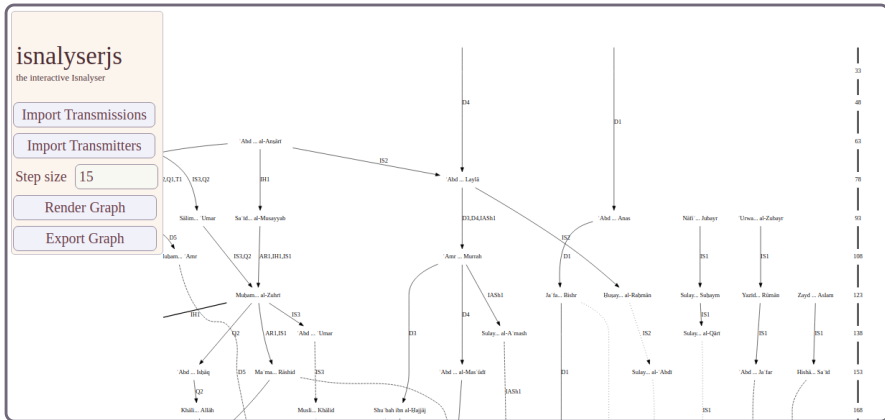 isnalyserjs
the interactive Isnalyser
Import Transmissions
Import Transmitters
Step size 15
Render Graph
Export Graph
33
D4
48
D1
63
ʿAbd ... al-Anṣārī
IS2
78
,Q1,T1
IS3,Q2
IH1
ʿAbd ... Laylā
93
Sālim... ʿUmar
Saʿīd... al-Musayyab
D3,D4,IASh1
ʿAbd ... Anas
Nāfiʿ... Jubayr
ʿUrwa... al-Zubayr
D5
IS2
108
ʿAmr
IS3,Q2
AR1,IH1,IS1
ʿAmr ... Murrah
D1
IS1
IS1
123
Muḥam... al-Zuhrī
IASh1
Jaʿfa... Bishr
Ḥuṣay... al-Raḥmān
Sulay... Suḥaym
Yazīd... Rūmān
Zayd ... Aslam
IH1
IS3
D4
IS1
138
Q2
AR1,IS1
ʿAbd ... ʿUmar
D3
Sulay... al-Aʿmash
IS2
Sulay... al-Qārī
IS1
IS1
153
ʿAbd ... Isḥāq
Maʿma... Rāshid
ʿAbd ... al-Masʿūdī
D1
Sulay... al-ʿAbdī
ʿAbd ... Jaʿfar
Hishā... Saʿīd
Q2
D5
IS3
IASh1
168
Khāli... Allāh
Musli... Khālid
Shuʿbah ibn al-Ḥajjāj
IS1